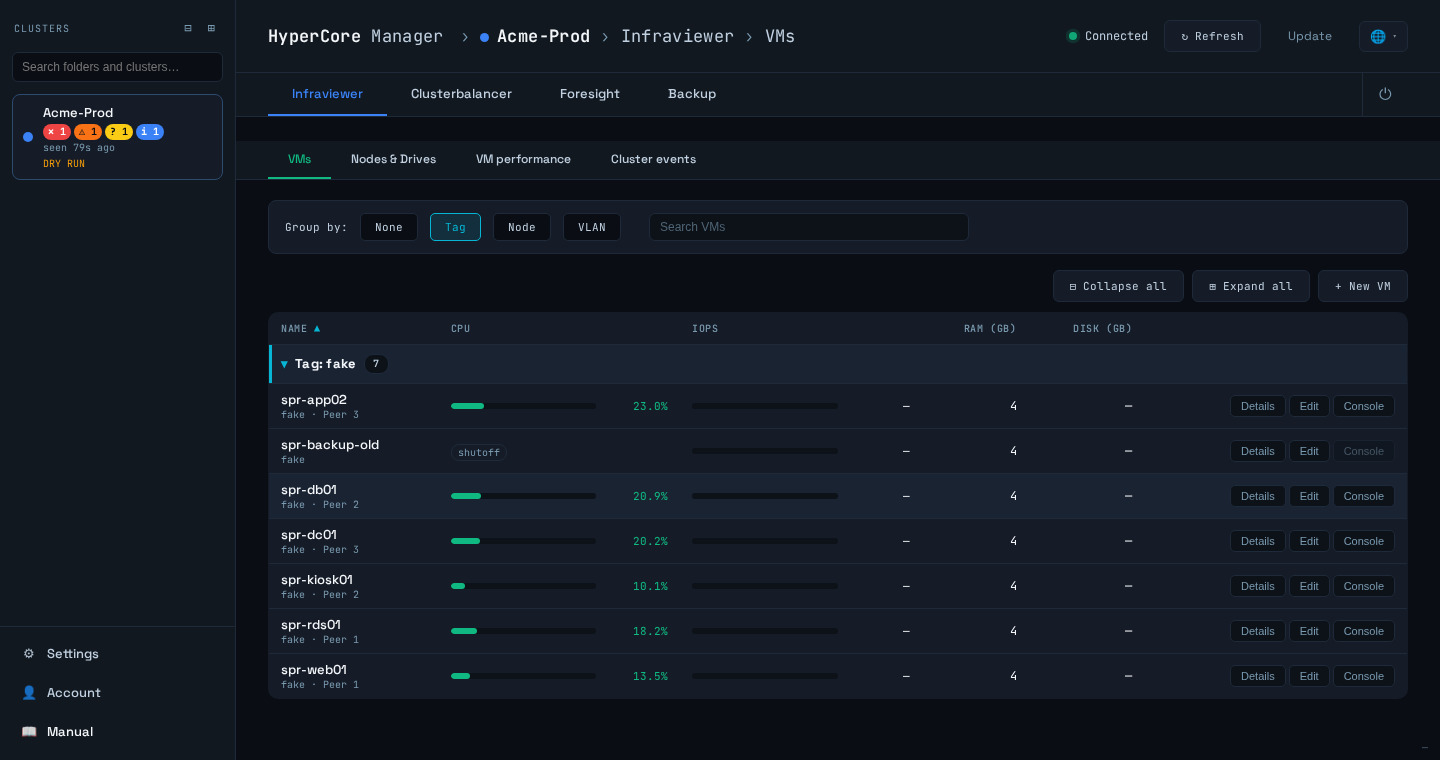 CLUSTERS ⊟ ⊞
Search folders and clusters…
Acme-Prod
× 1 ⚠ 1 ? 1 i 1
seen 79s ago
DRY RUN
⚙ Settings
👤 Account
📖 Manual
HyperCore Manager › Acme-Prod › Infraviewer › VMs
Connected ↻ Refresh Update 🌐
Infraviewer Clusterbalancer Foresight Backup
VMs Nodes & Drives VM performance Cluster events
Group by: None Tag Node VLAN Search VMs
⊟ Collapse all ⊞ Expand all + New VM
NAME ▲ CPU IOPS RAM (GB) DISK (GB)
▼ Tag: fake 7
spr-app02
fake · Peer 3
23.0% — 4 — Details Edit Console
spr-backup-old
fake
shutoff — 4 — Details Edit Console
spr-db01
fake · Peer 2
20.9% — 4 — Details Edit Console
spr-dc01
fake · Peer 3
20.2% — 4 — Details Edit Console
spr-kiosk01
fake · Peer 2
10.1% — 4 — Details Edit Console
spr-rds01
fake · Peer 1
18.2% — 4 — Details Edit Console
spr-web01
fake · Peer 1
13.5% — 4 — Details Edit Console
—